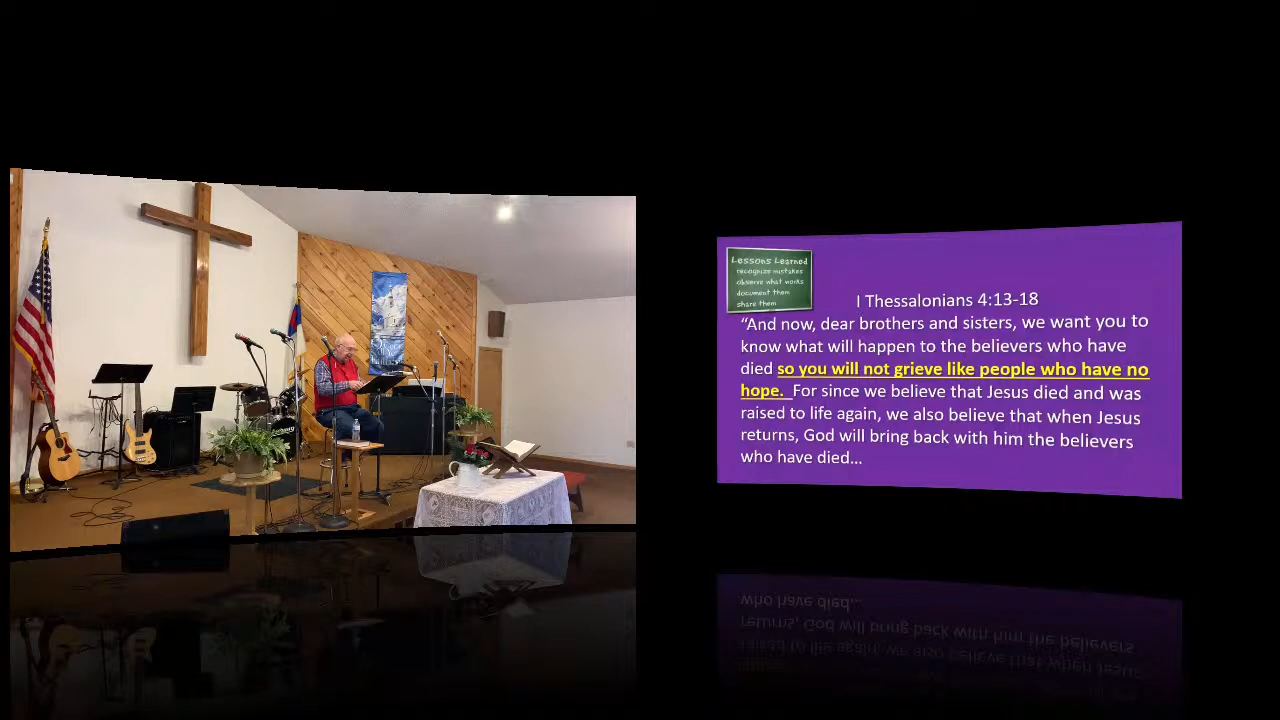 Lessons Learned
recognize mistakes
observe what works
document them
share them
I Thessalonians 4:13-18
“And now, dear brothers and sisters, we want you to
know what will happen to the believers who have
died so you will not grieve like people who have no
hope. For since we believe that Jesus died and was
raised to life again, we also believe that when Jesus
returns, God will bring back with him the believers
who have died...